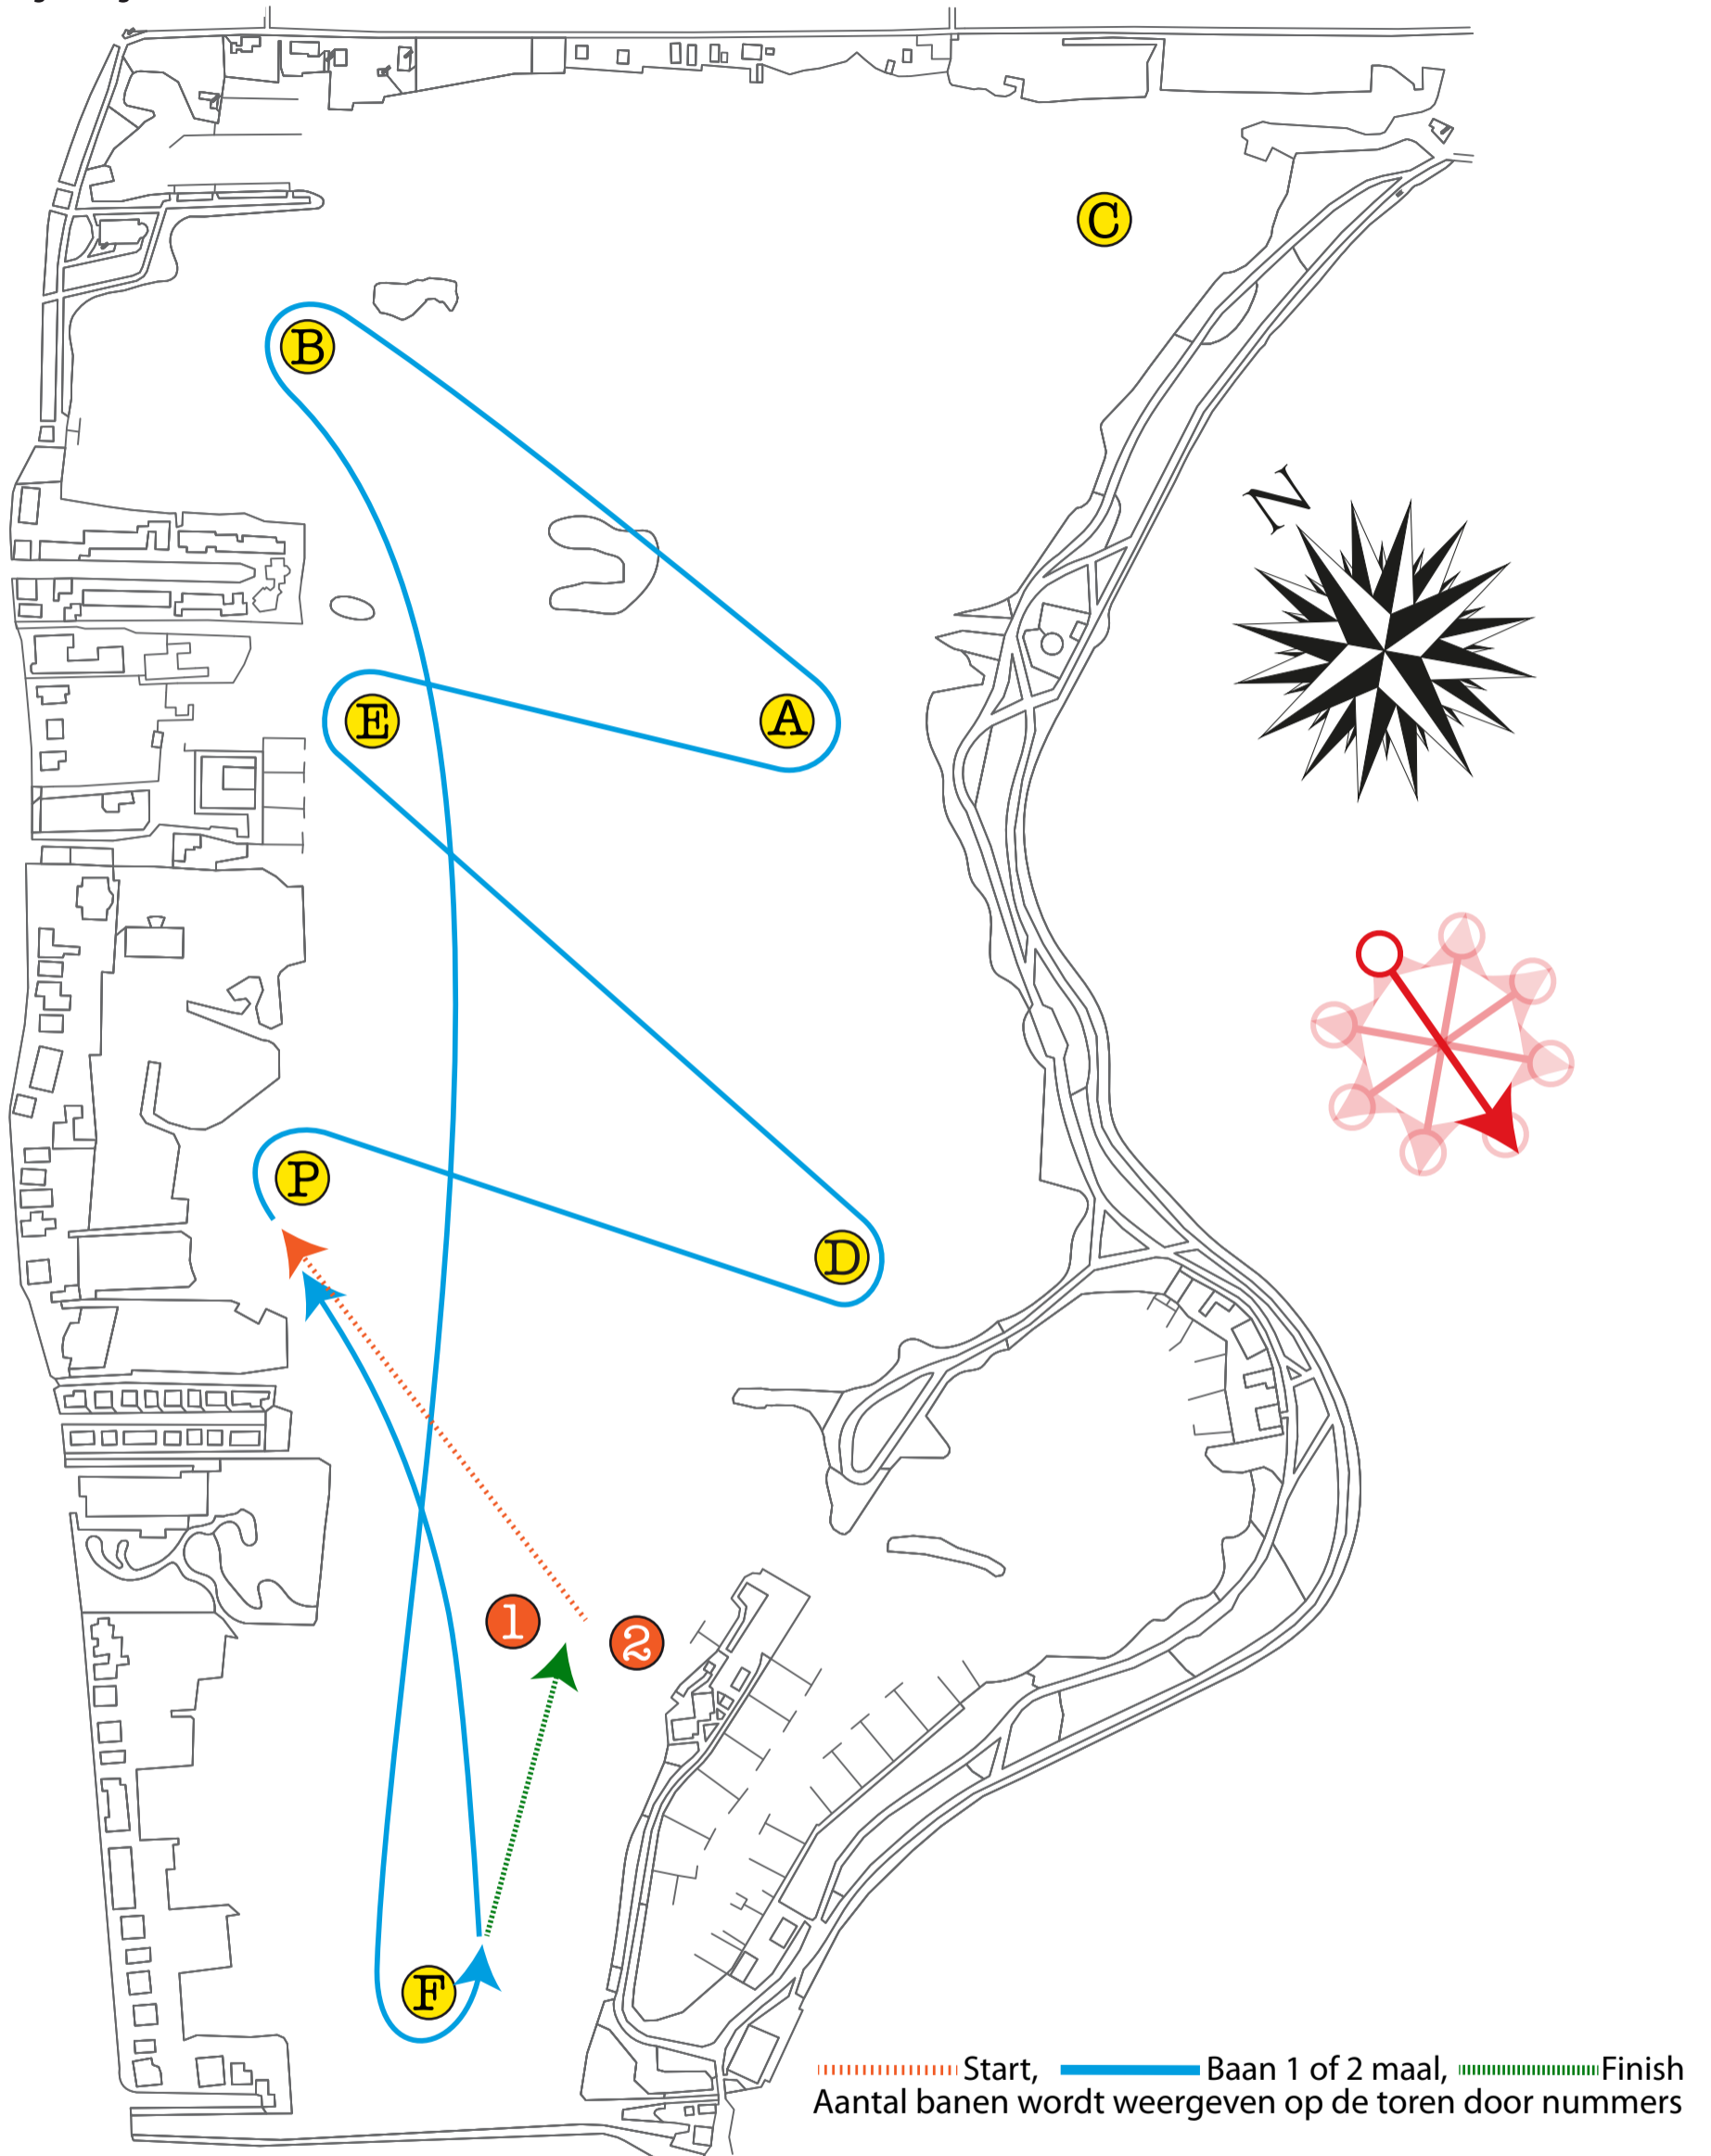 C
B
N
E
A
P
D
1
2
F
Start, Baan 1 of 2 maal, Finish
Aantal banen wordt weergeven op de toren door nummers